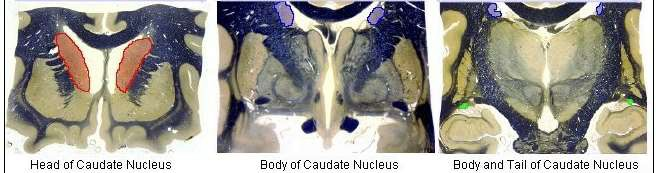 Head of Caudate Nucleus
Body of Caudate Nucleus
Body and Tail of Caudate Nucleus